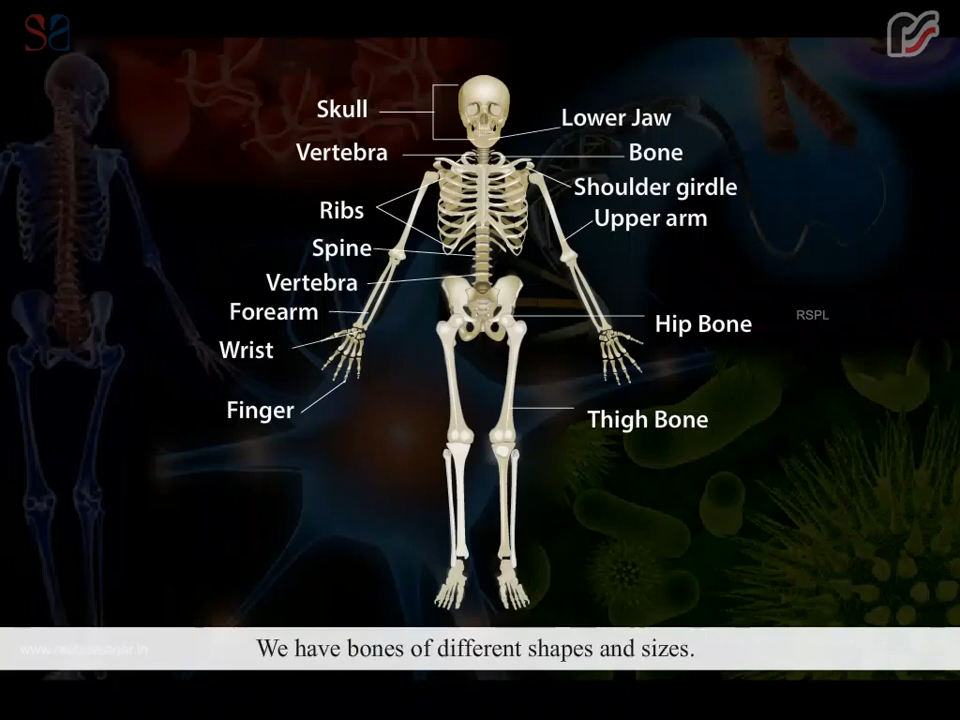 Skull
Lower Jaw
Vertebra
Bone
Shoulder girdle
Ribs
Upper arm
Spine
Vertebra
Forearm
RSPL
Hip Bone
Wrist
Finger
Thigh Bone
We have bones of different shapes and sizes.